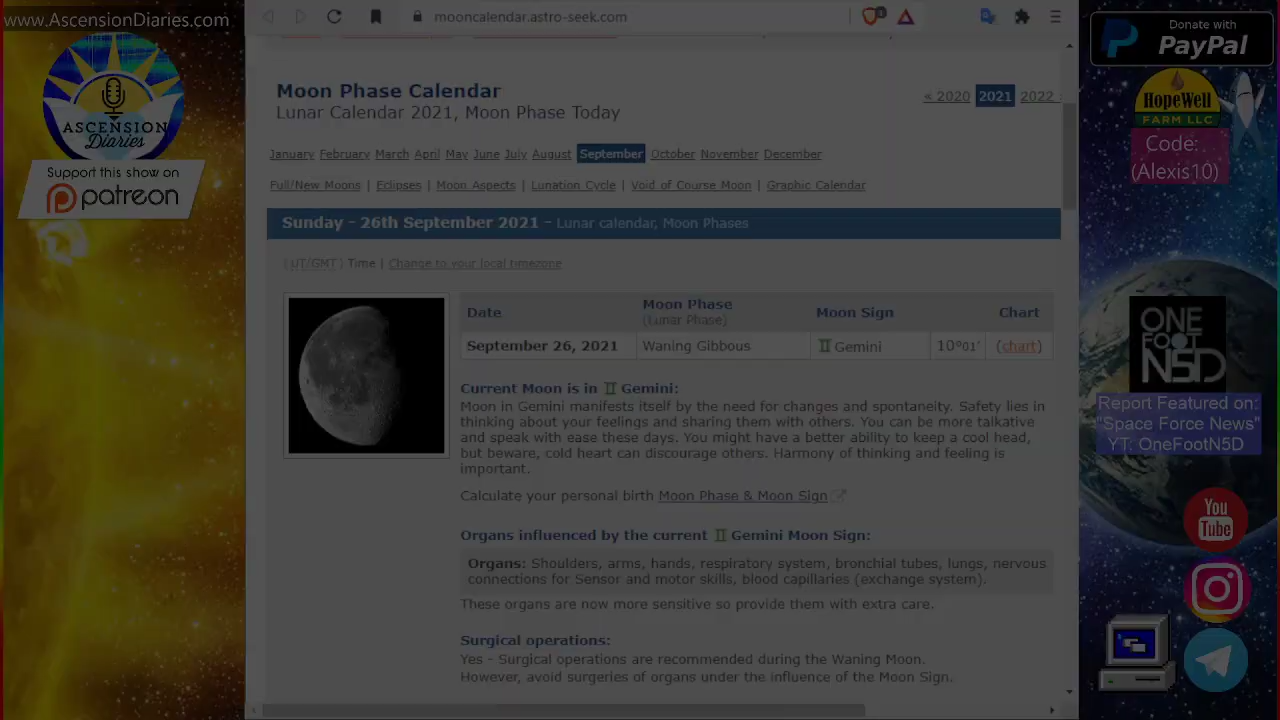 www.AscensionDiaries.com
ASCENSION
Diaries
Support this show on
patreon
mooncalendar.astro-seek.com
1
Moon Phase Calendar
Lunar Calendar 2021, Moon Phase Today
« 2020 2021 2022
January February March April May June July August September October November December
Full/New Moons | Eclipses | Moon Aspects | Lunation Cycle | Void of Course Moon | Graphic Calendar
Sunday - 26th September 2021 - Lunar calendar, Moon Phases
(UT/GMT) Time | Change to your local timezone
Date Moon Phase (Lunar Phase) Moon Sign Chart
September 26, 2021 Waning Gibbous ♊ Gemini 10°01' (chart)
Current Moon is in ♊ Gemini:
Moon in Gemini manifests itself by the need for changes and spontaneity. Safety lies in
thinking about your feelings and sharing them with others. You can be more talkative
and speak with ease these days. You might have a better ability to keep a cool head,
but beware, cold heart can discourage others. Harmony of thinking and feeling is
important.
Calculate your personal birth Moon Phase & Moon Sign
Organs influenced by the current ♊ Gemini Moon Sign:
Organs: Shoulders, arms, hands, respiratory system, bronchial tubes, lungs, nervous
connections for Sensor and motor skills, blood capillaries (exchange system).
These organs are now more sensitive so provide them with extra care.
Surgical operations:
Yes - Surgical operations are recommended during the Waning Moon.
However, avoid surgeries of organs under the influence of the Moon Sign.
Donate with
PayPal
HopeWell
FARM LLC
Code:
(Alexis10)
ONE
FOOT
N5D
Report Featured on:
"Space Force News"
YT: OneFootN5D
You
Tube